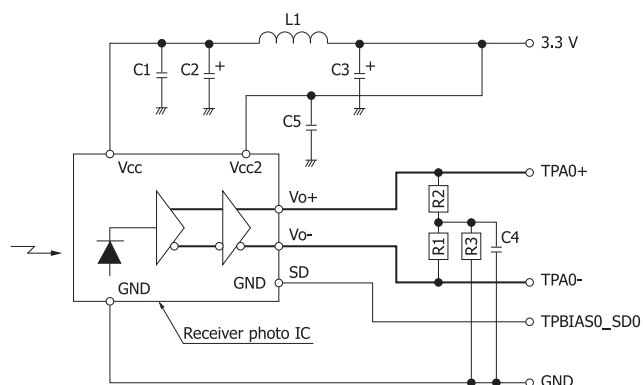 L1
3.3 V
C1
C2
+
C3
+
C5
Vcc
Vcc2
TPA0+
Vo+
R2
Vo-
R1
R3
C4
SD
GND
GND
TPA0-
TPBIAS0_SD0
Receiver photo IC
GND